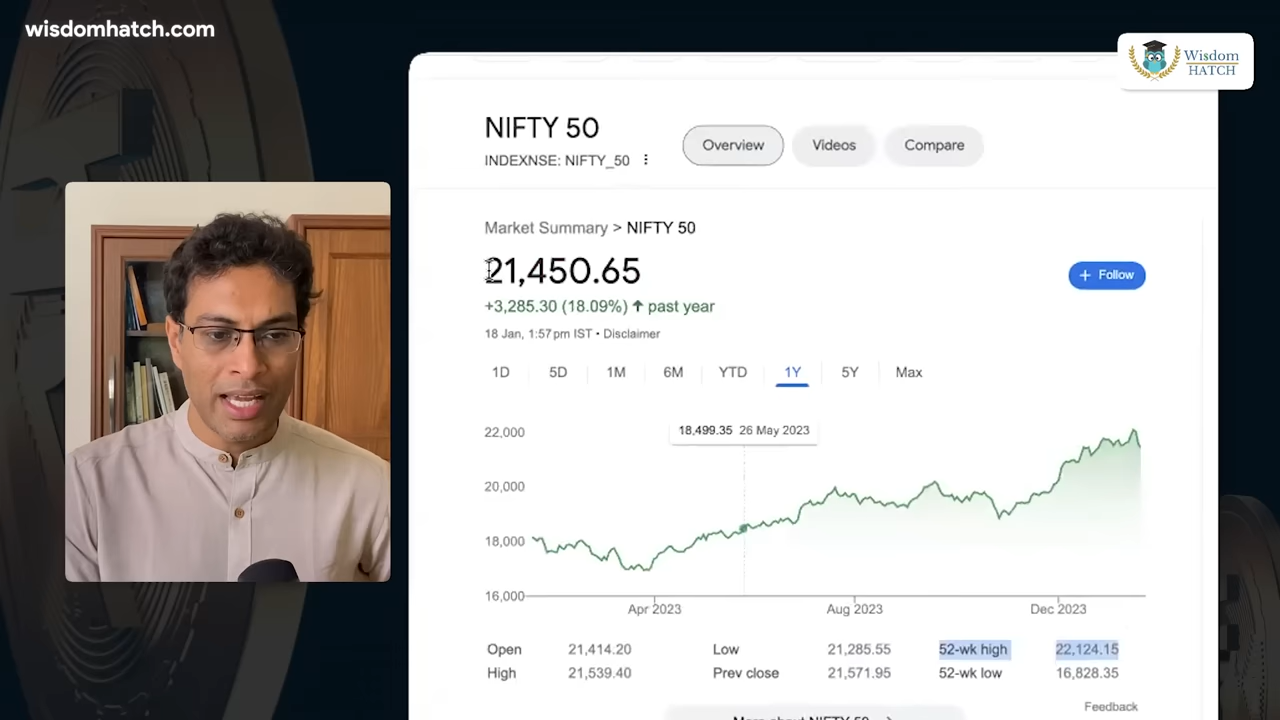 wisdomhatch.com
Wisdom
HATCH
NIFTY 50
INDEXNSE: NIFTY_50
Overview
Videos
Compare
Market Summary > NIFTY 50
21,450.65
+ Follow
+3,285.30 (18.09%) ↑ past year
18 Jan, 1:57 pm IST • Disclaimer
1D 5D 1M 6M YTD 1Y 5Y Max
18,499.35 26 May 2023
22,000
20,000
18,000
16,000
Apr 2023 Aug 2023 Dec 2023
Open 21,414.20 Low 21,285.55 52-wk high 22,124.15
High 21,539.40 Prev close 21,571.95 52-wk low 16,828.35
Feedback
More about NIFTY 50